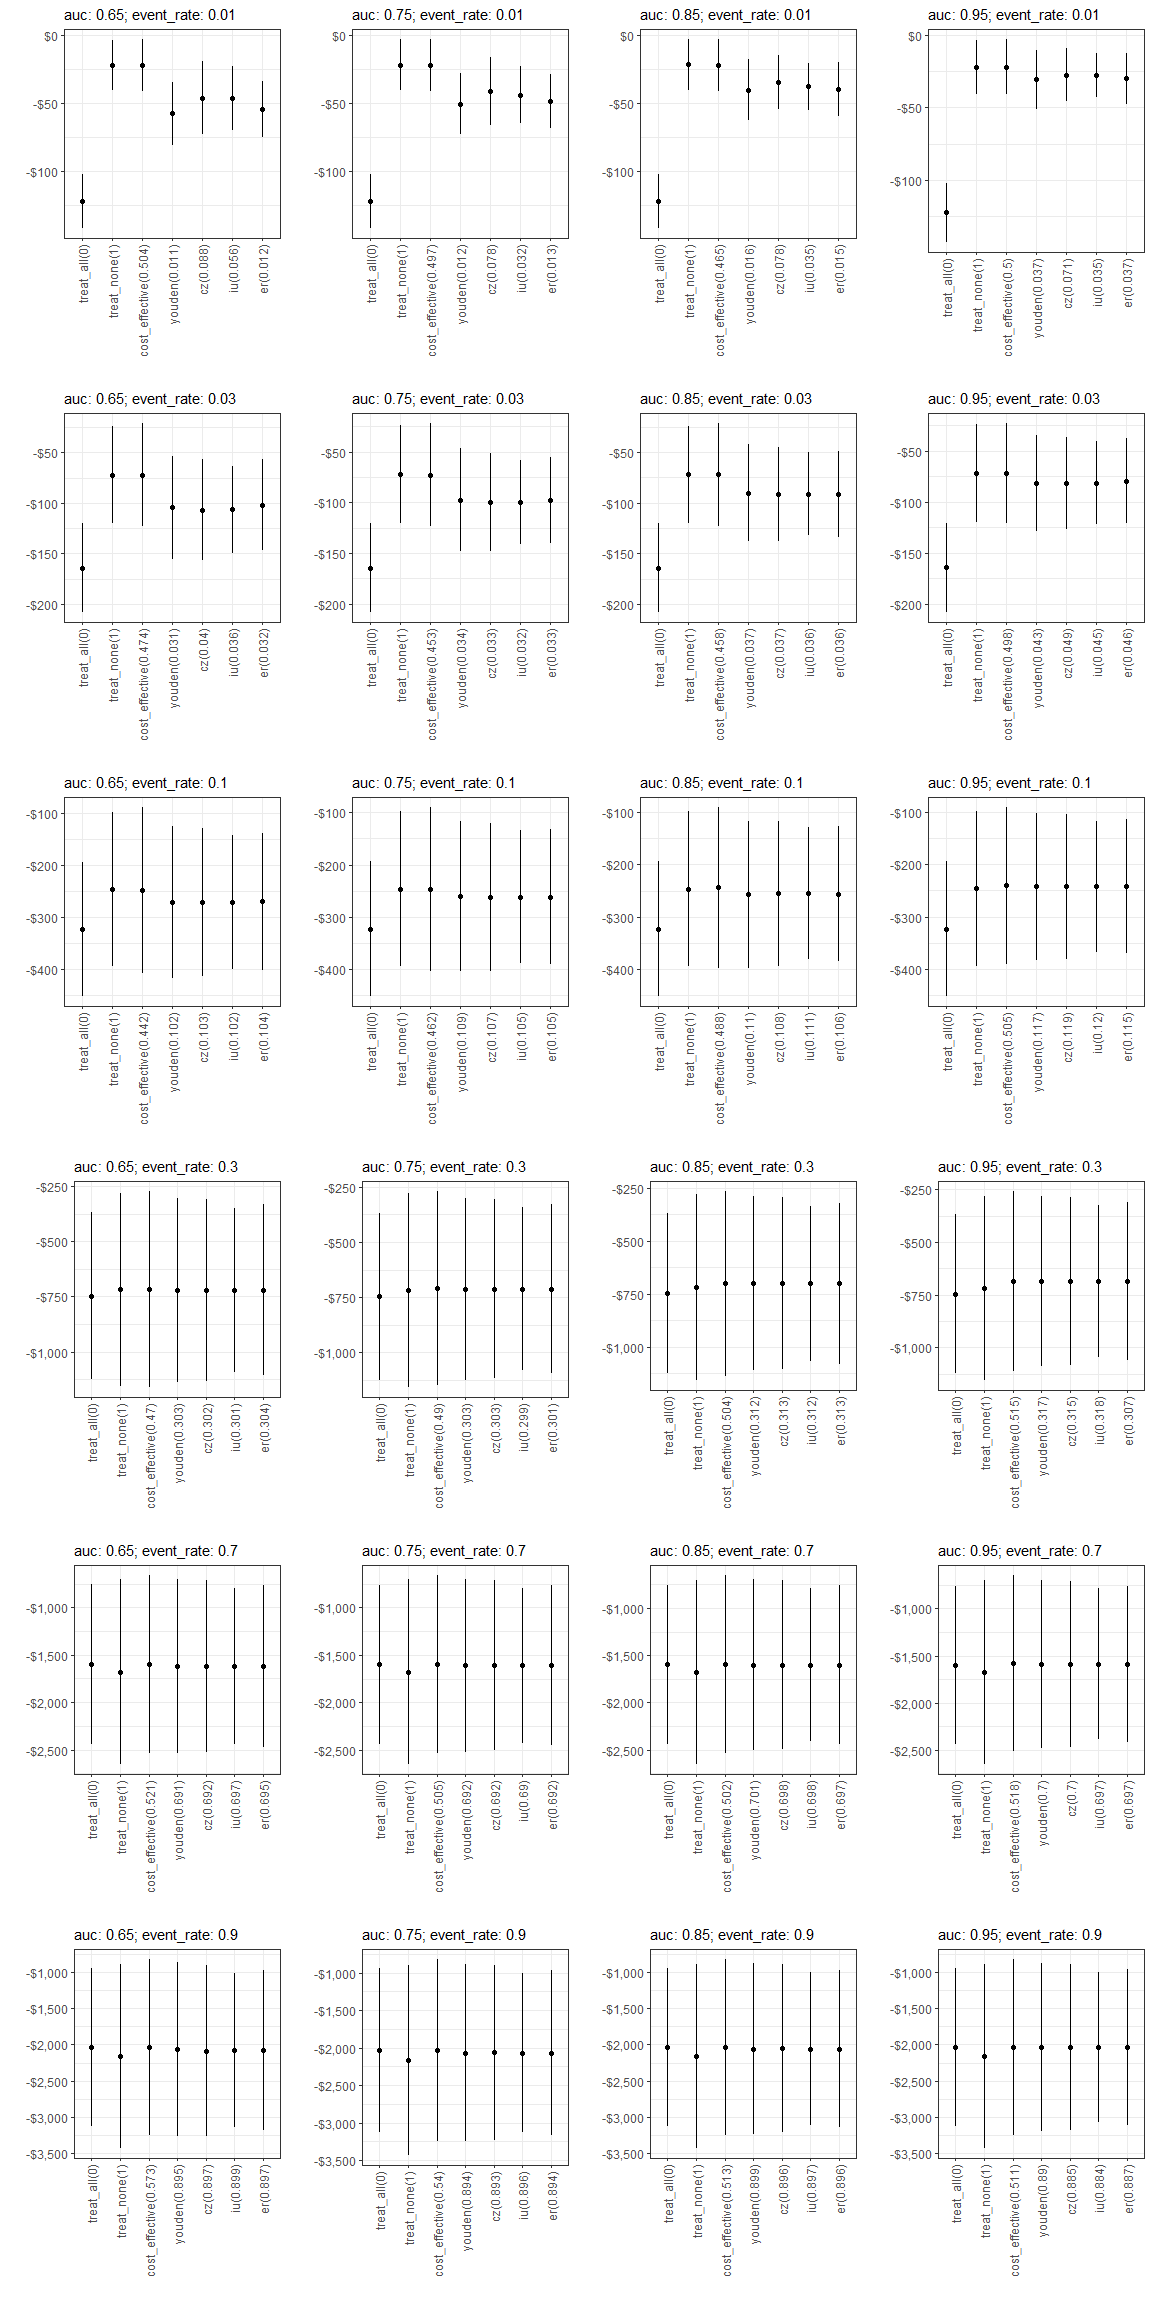 auc: 0.65; event_rate: 0.01
auc: 0.75; event_rate: 0.01
auc: 0.85; event_rate: 0.01
auc: 0.95; event_rate: 0.01
$0
-$50
-$100
$0
-$50
-$100
$0
-$50
-$100
$0
-$50
-$100
treat_all(0)
treat_none(1)
cost_effective(0.504)
youden(0.011)
cz(0.088)
iu(0.056)
er(0.012)
treat_all(0)
treat_none(1)
cost_effective(0.497)
youden(0.012)
cz(0.078)
iu(0.032)
er(0.013)
treat_all(0)
treat_none(1)
cost_effective(0.465)
youden(0.016)
cz(0.078)
iu(0.035)
er(0.015)
treat_all(0)
treat_none(1)
cost_effective(0.5)
youden(0.037)
cz(0.071)
iu(0.035)
er(0.037)
auc: 0.65; event_rate: 0.03
auc: 0.75; event_rate: 0.03
auc: 0.85; event_rate: 0.03
auc: 0.95; event_rate: 0.03
-$50
-$100
-$150
-$200
-$50
-$100
-$150
-$200
-$50
-$100
-$150
-$200
-$50
-$100
-$150
-$200
treat_all(0)
treat_none(1)
cost_effective(0.474)
youden(0.031)
cz(0.04)
iu(0.036)
er(0.032)
treat_all(0)
treat_none(1)
cost_effective(0.453)
youden(0.034)
cz(0.033)
iu(0.032)
er(0.033)
treat_all(0)
treat_none(1)
cost_effective(0.458)
youden(0.037)
cz(0.037)
iu(0.036)
er(0.036)
treat_all(0)
treat_none(1)
cost_effective(0.498)
youden(0.043)
cz(0.049)
iu(0.045)
er(0.046)
auc: 0.65; event_rate: 0.1
auc: 0.75; event_rate: 0.1
auc: 0.85; event_rate: 0.1
auc: 0.95; event_rate: 0.1
-$100
-$200
-$300
-$400
-$100
-$200
-$300
-$400
-$100
-$200
-$300
-$400
-$100
-$200
-$300
-$400
treat_all(0)
treat_none(1)
cost_effective(0.442)
youden(0.102)
cz(0.103)
iu(0.102)
er(0.104)
treat_all(0)
treat_none(1)
cost_effective(0.462)
youden(0.109)
cz(0.107)
iu(0.105)
er(0.105)
treat_all(0)
treat_none(1)
cost_effective(0.488)
youden(0.11)
cz(0.108)
iu(0.111)
er(0.106)
treat_all(0)
treat_none(1)
cost_effective(0.505)
youden(0.117)
cz(0.119)
iu(0.12)
er(0.115)
auc: 0.65; event_rate: 0.3
auc: 0.75; event_rate: 0.3
auc: 0.85; event_rate: 0.3
auc: 0.95; event_rate: 0.3
-$250
-$500
-$750
-$1,000
-$250
-$500
-$750
-$1,000
-$250
-$500
-$750
-$1,000
-$250
-$500
-$750
-$1,000
treat_all(0)
treat_none(1)
cost_effective(0.47)
youden(0.303)
cz(0.302)
iu(0.301)
er(0.304)
treat_all(0)
treat_none(1)
cost_effective(0.49)
youden(0.303)
cz(0.303)
iu(0.299)
er(0.301)
treat_all(0)
treat_none(1)
cost_effective(0.504)
youden(0.312)
cz(0.313)
iu(0.312)
er(0.313)
treat_all(0)
treat_none(1)
cost_effective(0.515)
youden(0.317)
cz(0.315)
iu(0.318)
er(0.307)
auc: 0.65; event_rate: 0.7
auc: 0.75; event_rate: 0.7
auc: 0.85; event_rate: 0.7
auc: 0.95; event_rate: 0.7
-$1,000
-$1,500
-$2,000
-$2,500
-$1,000
-$1,500
-$2,000
-$2,500
-$1,000
-$1,500
-$2,000
-$2,500
-$1,000
-$1,500
-$2,000
-$2,500
treat_all(0)
treat_none(1)
cost_effective(0.521)
youden(0.691)
cz(0.692)
iu(0.697)
er(0.695)
treat_all(0)
treat_none(1)
cost_effective(0.505)
youden(0.692)
cz(0.692)
iu(0.69)
er(0.692)
treat_all(0)
treat_none(1)
cost_effective(0.502)
youden(0.701)
cz(0.698)
iu(0.698)
er(0.697)
treat_all(0)
treat_none(1)
cost_effective(0.518)
youden(0.7)
cz(0.7)
iu(0.697)
er(0.697)
auc: 0.65; event_rate: 0.9
auc: 0.75; event_rate: 0.9
auc: 0.85; event_rate: 0.9
auc: 0.95; event_rate: 0.9
-$1,000
-$1,500
-$2,000
-$2,500
-$3,000
-$3,500
-$1,000
-$1,500
-$2,000
-$2,500
-$3,000
-$3,500
-$1,000
-$1,500
-$2,000
-$2,500
-$3,000
-$3,500
-$1,000
-$1,500
-$2,000
-$2,500
-$3,000
-$3,500
treat_all(0)
treat_none(1)
cost_effective(0.573)
youden(0.895)
cz(0.897)
iu(0.899)
er(0.897)
treat_all(0)
treat_none(1)
cost_effective(0.54)
youden(0.894)
cz(0.893)
iu(0.896)
er(0.894)
treat_all(0)
treat_none(1)
cost_effective(0.513)
youden(0.899)
cz(0.896)
iu(0.897)
er(0.896)
treat_all(0)
treat_none(1)
cost_effective(0.511)
youden(0.89)
cz(0.885)
iu(0.884)
er(0.887)